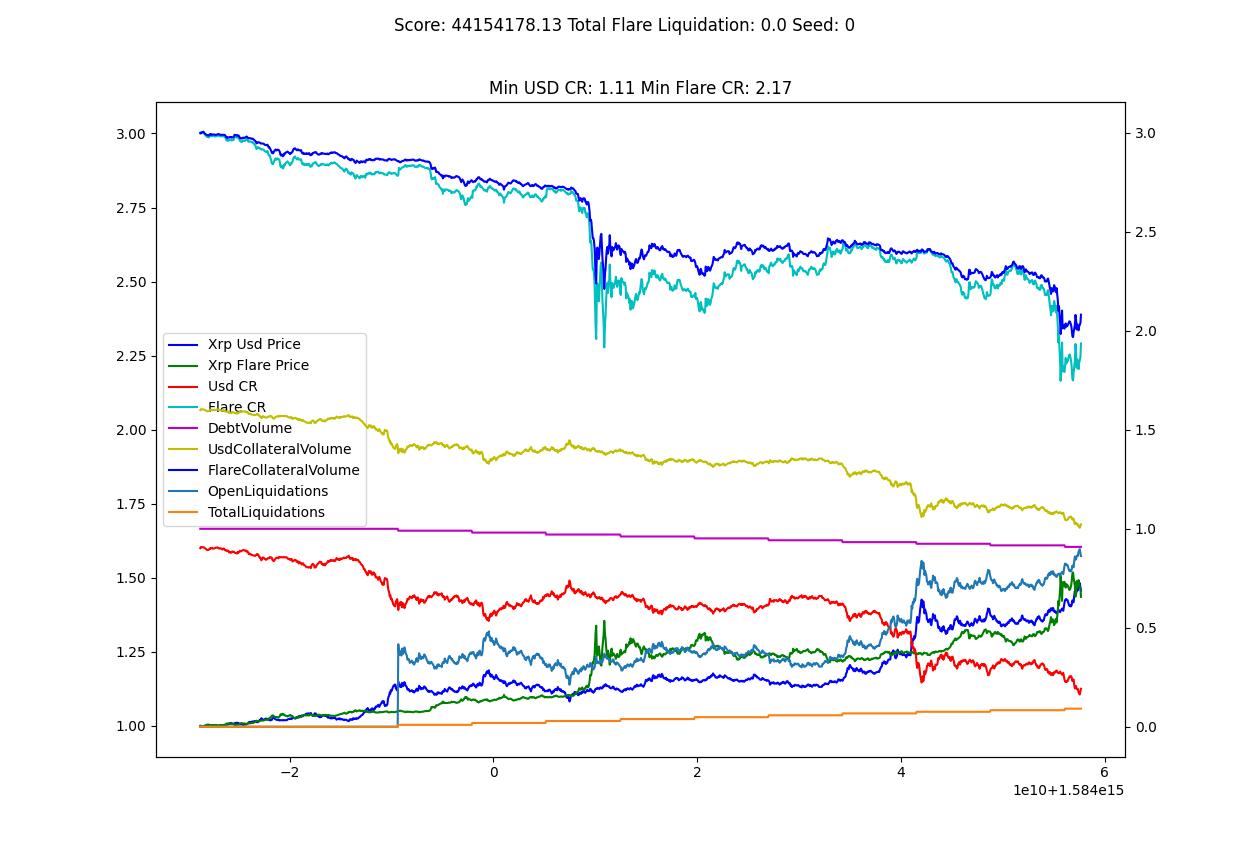 Score: 44154178.13 Total Flare Liquidation: 0.0 Seed: 0
Min USD CR: 1.11 Min Flare CR: 2.17
3.00
2.75
2.50
2.25
2.00
1.75
1.50
1.25
1.00
3.0
2.5
2.0
1.5
1.0
0.5
0.0
Xrp Usd Price
Xrp Flare Price
Usd CR
Flare CR
DebtVolume
UsdCollateralVolume
FlareCollateralVolume
OpenLiquidations
TotalLiquidations
−2 0 2 4 6
1e10+1.584e15